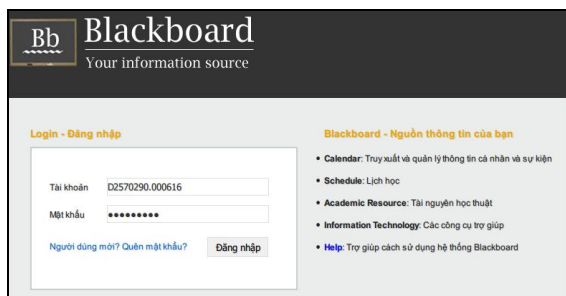 Bb
Blackboard
Your information source
Login - Đăng nhập
Tài khoản D2570290.000616
Mật khẩu
Người dùng mới? Quên mật khẩu?
Đăng nhập
Blackboard - Nguồn thông tin của bạn
• Calendar: Truy xuất và quản lý thông tin cá nhân và sự kiện
• Schedule: Lịch học
• Academic Resource: Tài nguyên học thuật
• Information Technology: Các công cụ trợ giúp
• Help: Trợ giúp cách sử dụng hệ thống Blackboard